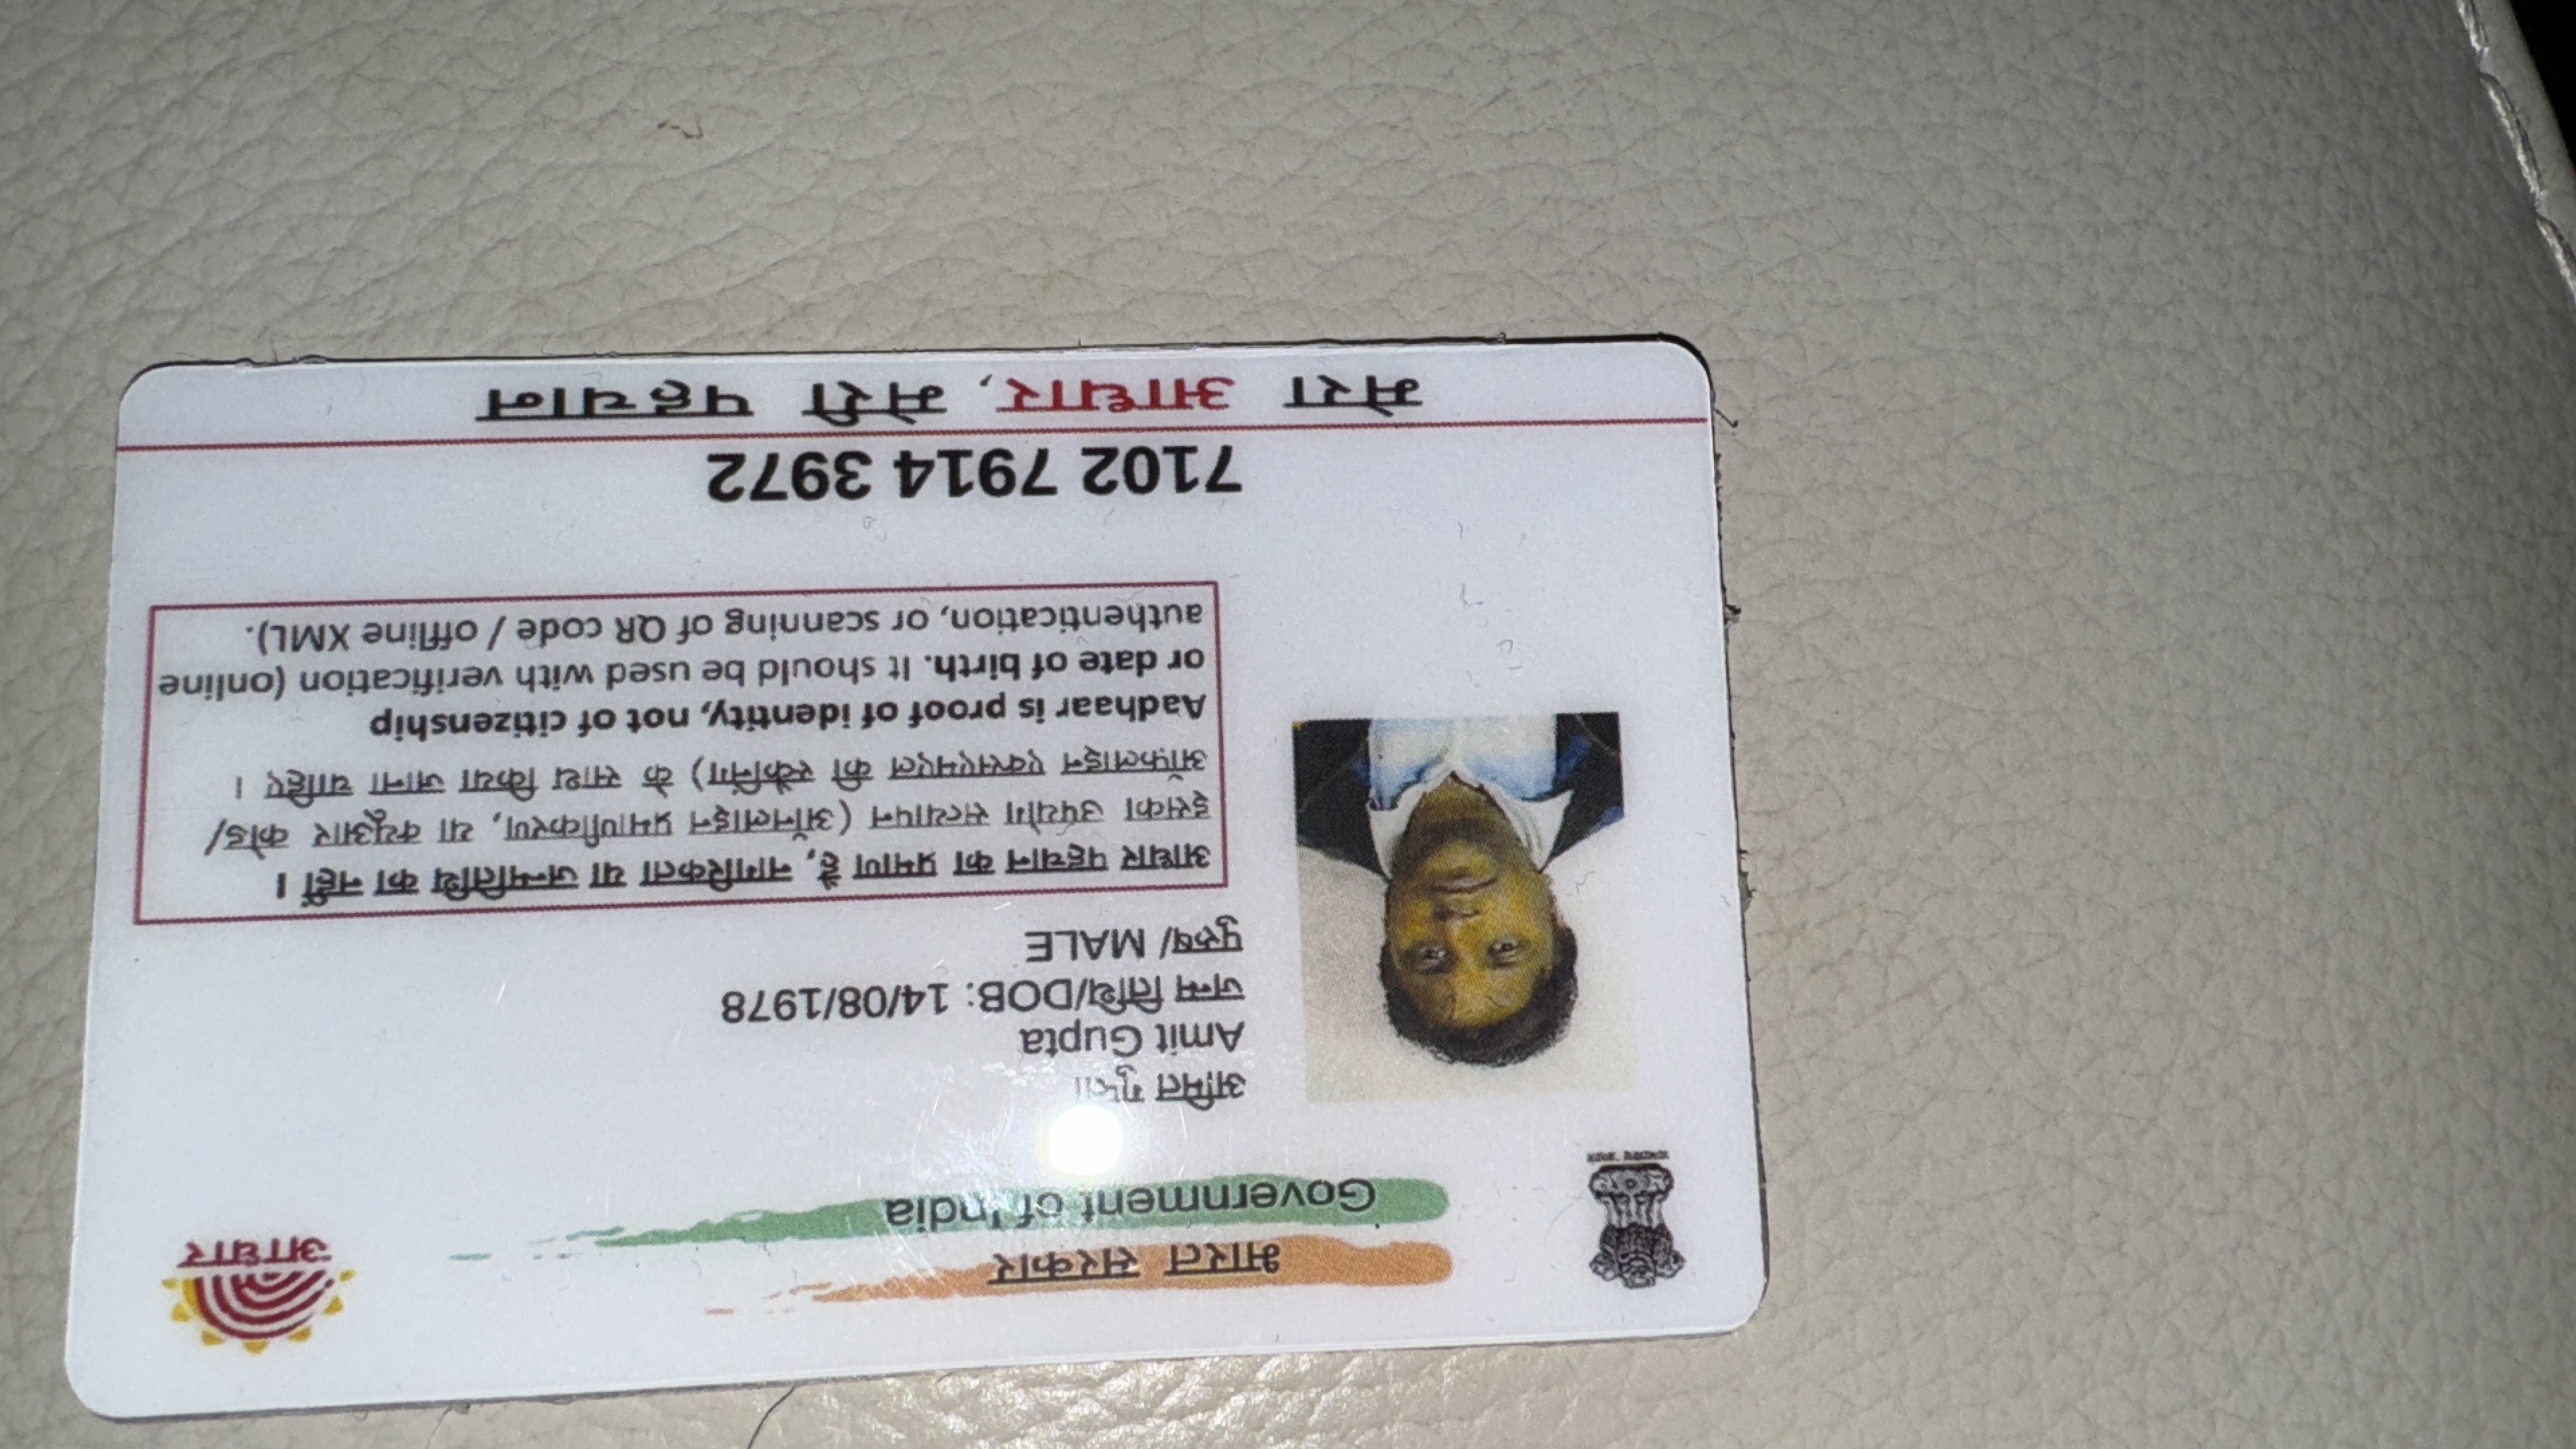 भारत सरकार
Government of India
आधार
अमित गुप्ता
Amit Gupta
जन्म तिथि/DOB: 14/08/1978
पुरुष/ MALE
आधार पहचान का प्रमाण है, नागरिकता या जन्मतिथि का नहीं ।
इसका उपयोग सत्यापन (ऑनलाइन प्रमाणीकरण, या क्यूआर कोड/
ऑफ़लाइन एक्सएमएल की स्कैनिंग) के साथ किया जाना चाहिए ।
Aadhaar is proof of identity, not of citizenship
or date of birth. It should be used with verification (online
authentication, or scanning of QR code / offline XML).
7102 7914 3972
मेरा आधार, मेरी पहचान